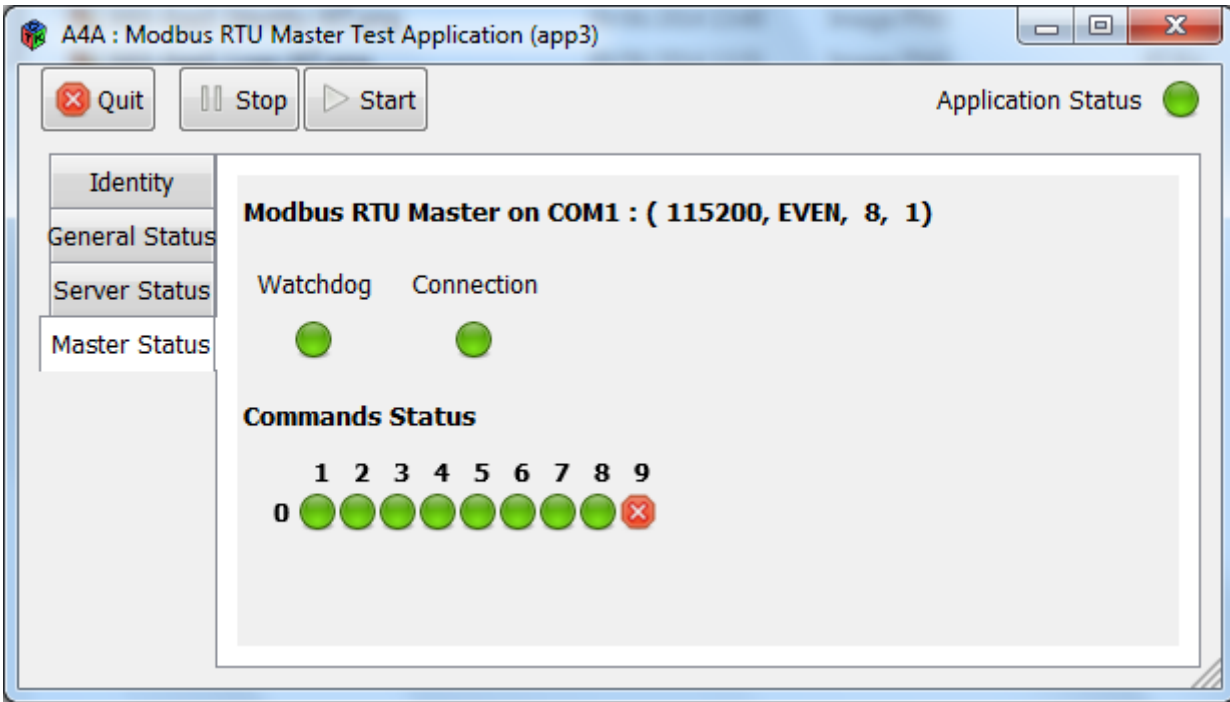 A4A : Modbus RTU Master Test Application (app3)
Quit Stop Start Application Status
Identity
General Status
Server Status
Master Status
Modbus RTU Master on COM1 : ( 115200, EVEN, 8, 1)
Watchdog Connection
Commands Status
1 2 3 4 5 6 7 8 9
0